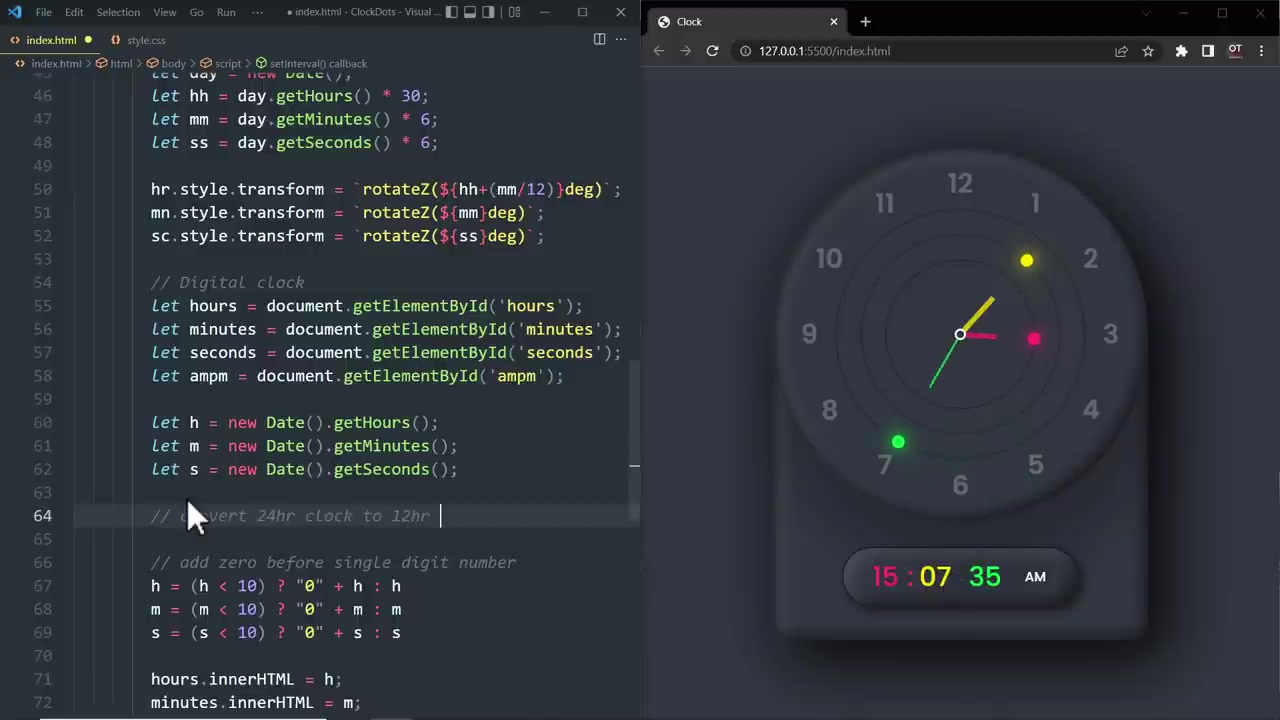 File Edit Selection View Go Run ··· ● index.html - ClockDots - Visual ...
index.html ● style.css ···
index.html > html > body > script > setInterval() callback
45 let day = new Date();
46 let hh = day.getHours() * 30;
47 let mm = day.getMinutes() * 6;
48 let ss = day.getSeconds() * 6;
49
50 hr.style.transform = `rotateZ(${hh+(mm/12)}deg)`;
51 mn.style.transform = `rotateZ(${mm}deg)`;
52 sc.style.transform = `rotateZ(${ss}deg)`;
53
54 // Digital clock
55 let hours = document.getElementById('hours');
56 let minutes = document.getElementById('minutes');
57 let seconds = document.getElementById('seconds');
58 let ampm = document.getElementById('ampm');
59
60 let h = new Date().getHours();
61 let m = new Date().getMinutes();
62 let s = new Date().getSeconds();
63
64 // convert 24hr clock to 12hr
65
66 // add zero before single digit number
67 h = (h < 10) ? "0" + h : h
68 m = (m < 10) ? "0" + m : m
69 s = (s < 10) ? "0" + s : s
70
71 hours.innerHTML = h;
72 minutes.innerHTML = m;
Clock
127.0.0.1:5500/index.html
OT
12
11 1
10 2
9 3
8 4
7 5
6
15 : 07 35 AM